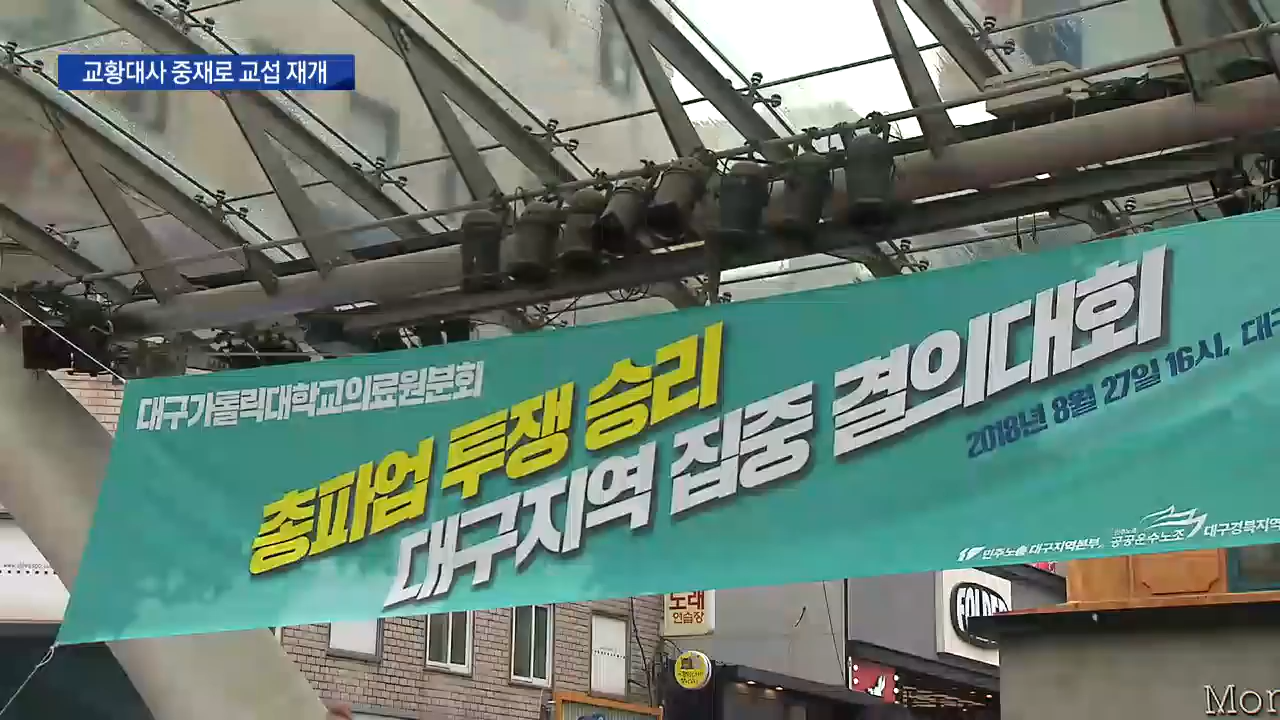 교황대사 중재로 교섭 재개
대구가톨릭대학교의료원분회
총파업 투쟁 승리
대구지역 집중 결의대회
2018년 8월 27일 16시, 대구
민주노총 대구지역본부
공공운수노조
대구경북지역
노래
연습장
FOLDER
Mor